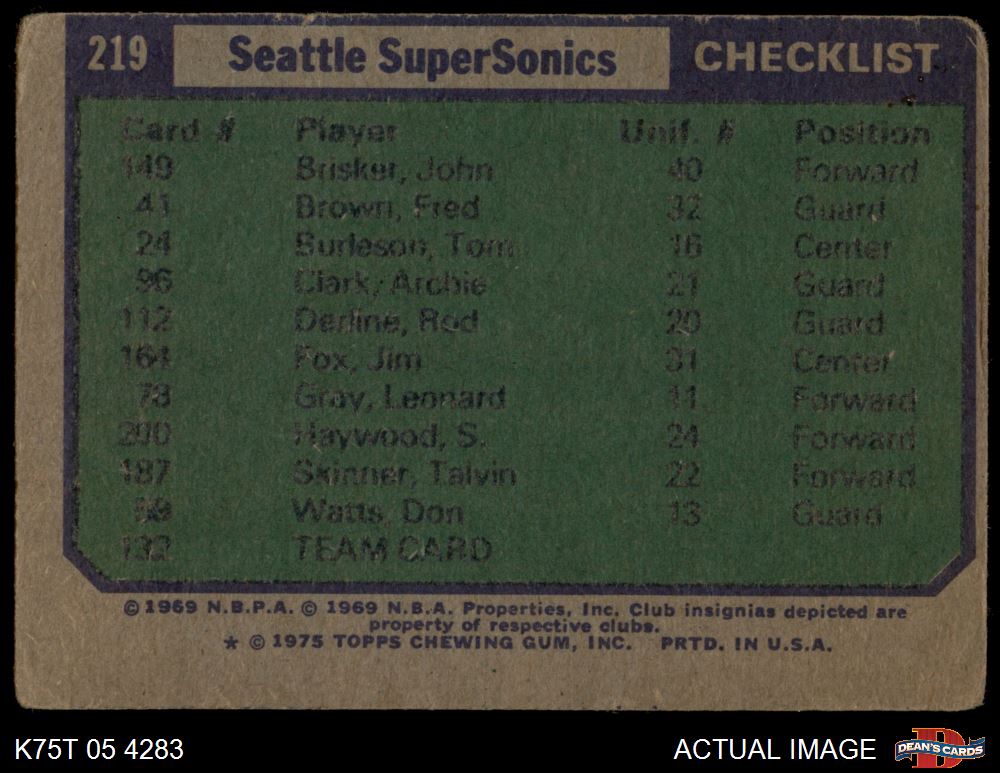 219 Seattle SuperSonics CHECKLIST
Card # Player Unif. # Position
149 Brisker, John 40 Forward
41 Brown, Fred 32 Guard
24 Burleson, Tom 16 Center
96 Clark, Archie 21 Guard
112 Derline, Rod 20 Guard
164 Fox, Jim 31 Center
78 Gray, Leonard 11 Forward
200 Haywood, S. 24 Forward
187 Skinner, Talvin 22 Forward
Watts, Don 13 Guard
132 TEAM CARD
© 1969 N.B.P.A. © 1969 N.B.A. Properties, Inc. Club insignias depicted are
property of respective clubs.
* © 1975 TOPPS CHEWING GUM, INC. PRTD. IN U.S.A.
K75T 05 4283 ACTUAL IMAGE DEAN'S CARDS